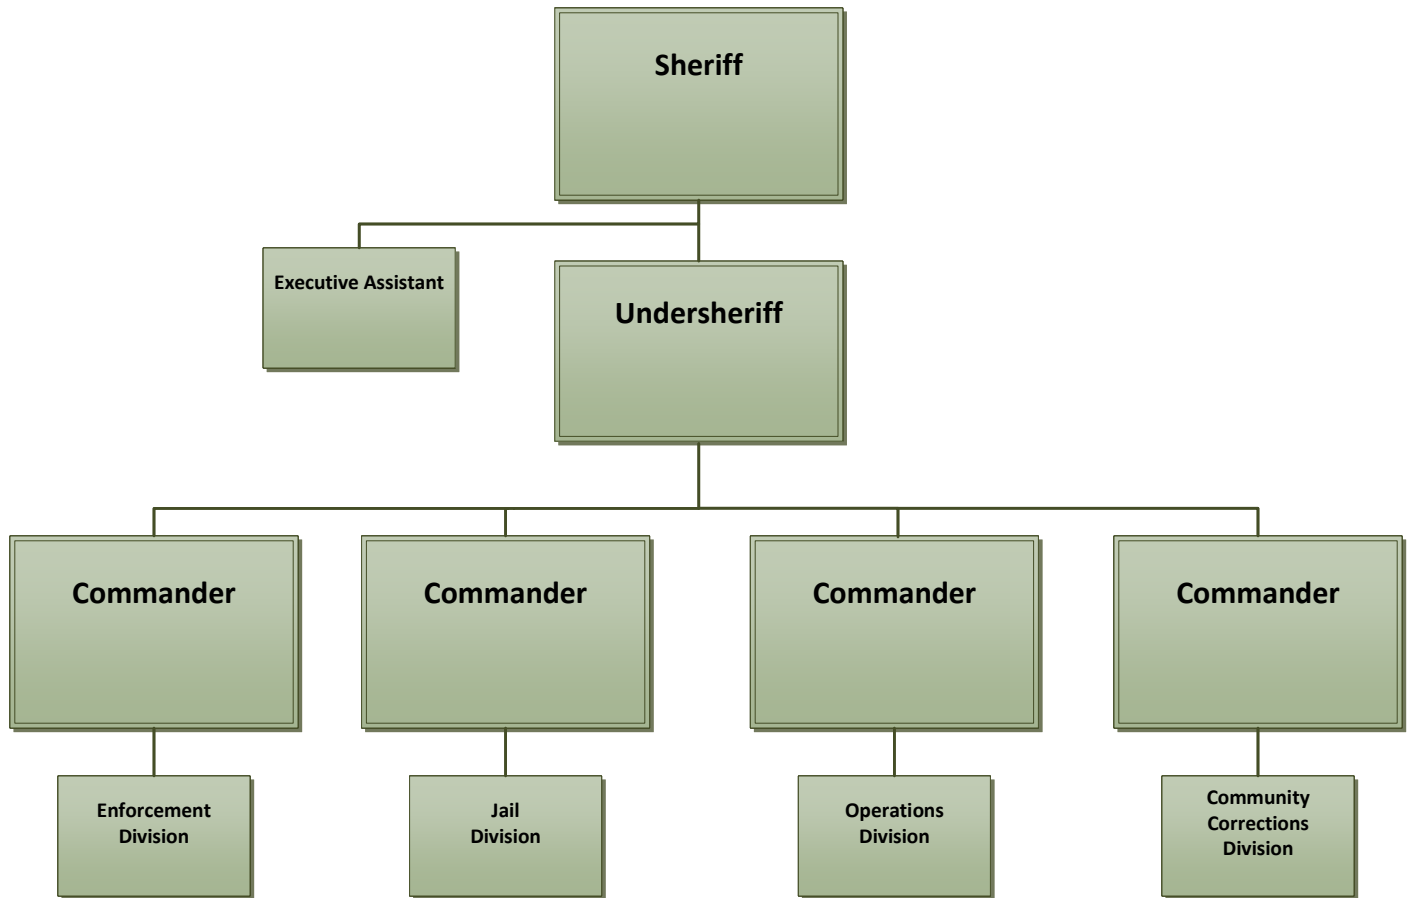 Sheriff
Executive Assistant
Undersheriff
Commander
Commander
Commander
Commander
Enforcement
Division
Jail
Division
Operations
Division
Community
Corrections
Division